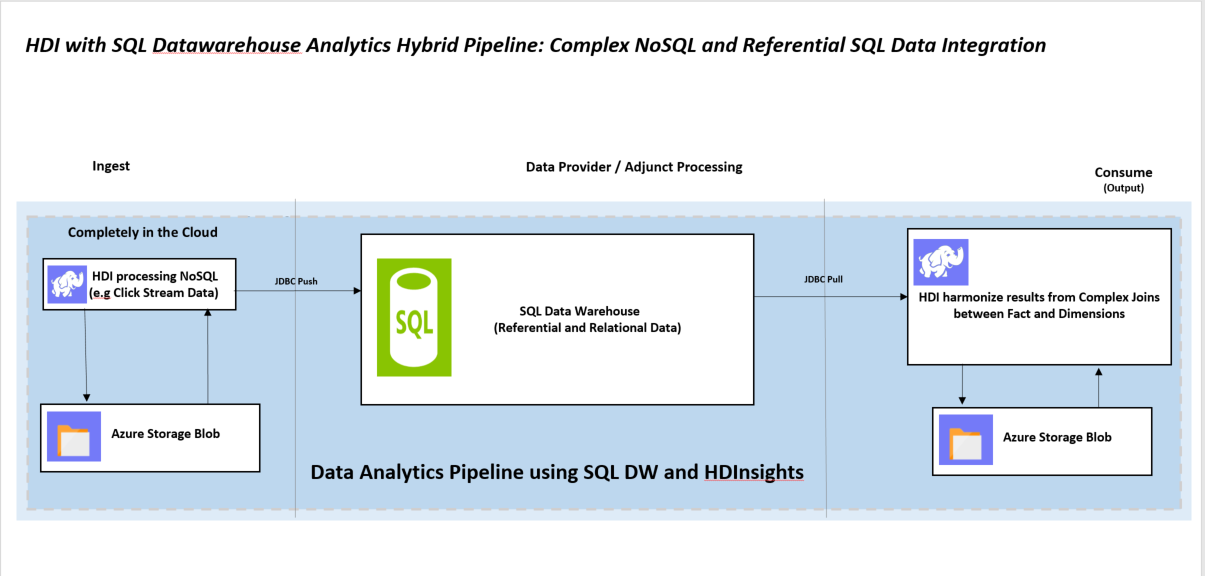 HDI with SQL Datawarehouse Analytics Hybrid Pipeline: Complex NoSQL and Referential SQL Data Integration
Ingest
Data Provider / Adjunct Processing
Consume
(Output)
Completely in the Cloud
HDI processing NoSQL
(e.g Click Stream Data)
JDBC Push
SQL
SQL Data Warehouse
(Referential and Relational Data)
JDBC Pull
HDI harmonize results from Complex Joins
between Fact and Dimensions
Azure Storage Blob
Azure Storage Blob
Data Analytics Pipeline using SQL DW and HDInsights